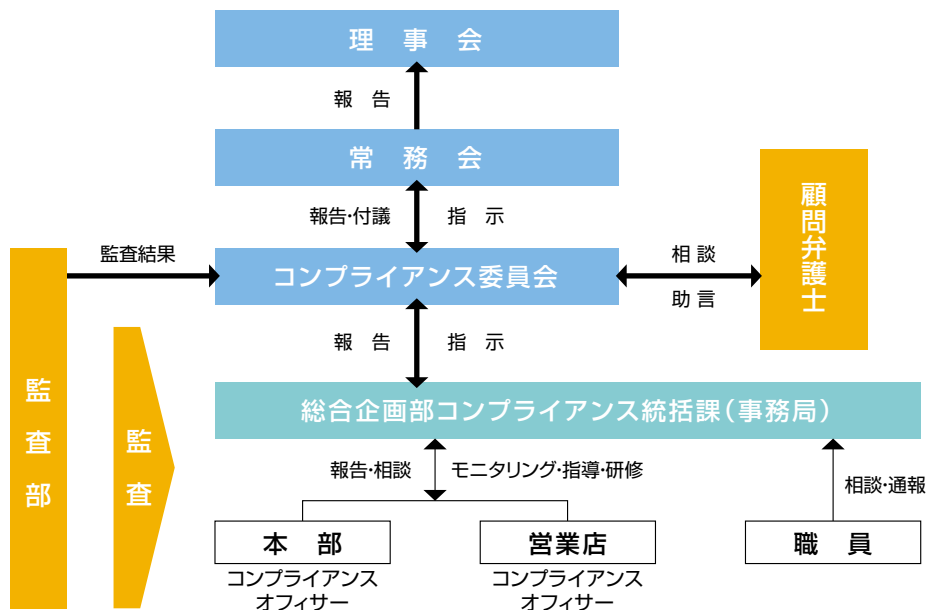 理事会
報告
常務会
報告・付議
指示
監査結果
コンプライアンス委員会
相談
助言
顧問弁護士
報告
指示
総合企画部コンプライアンス統括課（事務局）
監査部
監査
報告・相談
モニタリング・指導・研修
相談・通報
本部
コンプライアンス
オフィサー
営業店
コンプライアンス
オフィサー
職員